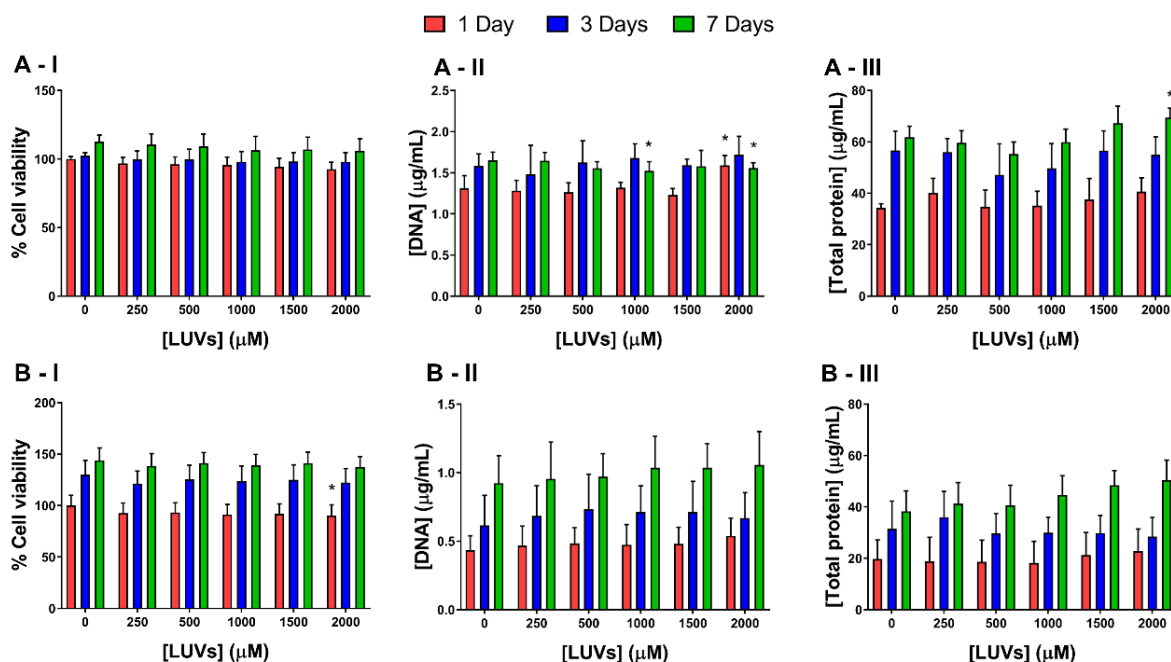 1 Day 3 Days 7 Days
A - I
% Cell viability
150
100
50
0
0 250 500 1000 1500 2000
[LUVs] (μM)
A - II
[DNA] (μg/mL)
2.5
2.0
1.5
1.0
0.5
0.0
* * *
0 250 500 1000 1500 2000
[LUVs] (μM)
A - III
[Total protein] (μg/mL)
80
60
40
20
0
*
0 250 500 1000 1500 2000
[LUVs] (μM)
B - I
% Cell viability
200
150
100
50
0
*
0 250 500 1000 1500 2000
[LUVs] (μM)
B - II
[DNA] (μg/mL)
1.5
1.0
0.5
0.0
0 250 500 1000 1500 2000
[LUVs] (μM)
B - III
[Total protein] (μg/mL)
80
60
40
20
0
0 250 500 1000 1500 2000
[LUVs] (μM)